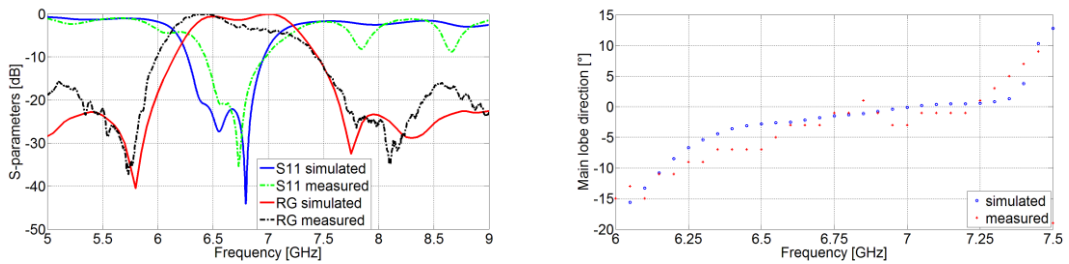 S-parameters [dB]
0
-10
-20
-30
-40
-50
S11 simulated
S11 measured
RG simulated
RG measured
5 5.5 6 6.5 7 7.5 8 8.5 9
Frequency [GHz]
Main lobe direction [°]
15
10
5
0
-5
-10
-15
-20
simulated
measured
6 6.25 6.5 6.75 7 7.25 7.5
Frequency [GHz]